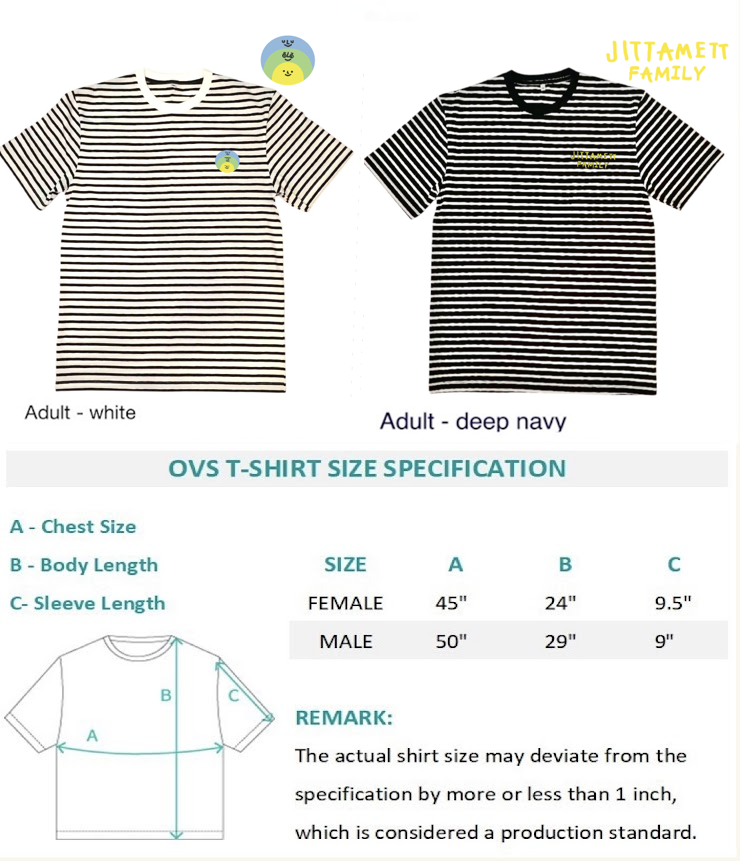 JITTAMETT
FAMILY
JITTAMETT
FAMILY
Adult - white
Adult - deep navy
OVS T-SHIRT SIZE SPECIFICATION
A - Chest Size
B - Body Length
C- Sleeve Length
SIZE A B C
FEMALE 45" 24" 9.5"
MALE 50" 29" 9"
A
B
C
REMARK:
The actual shirt size may deviate from the
specification by more or less than 1 inch,
which is considered a production standard.